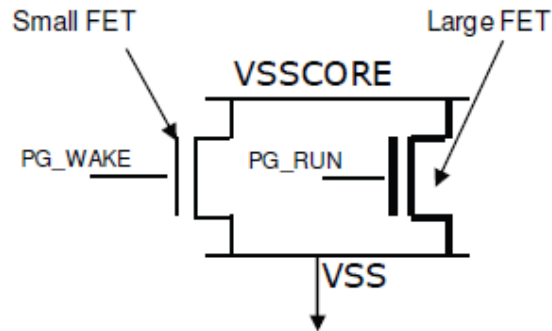 Small FET
Large FET
VSSCORE
PG_WAKE
PG_RUN
VSS